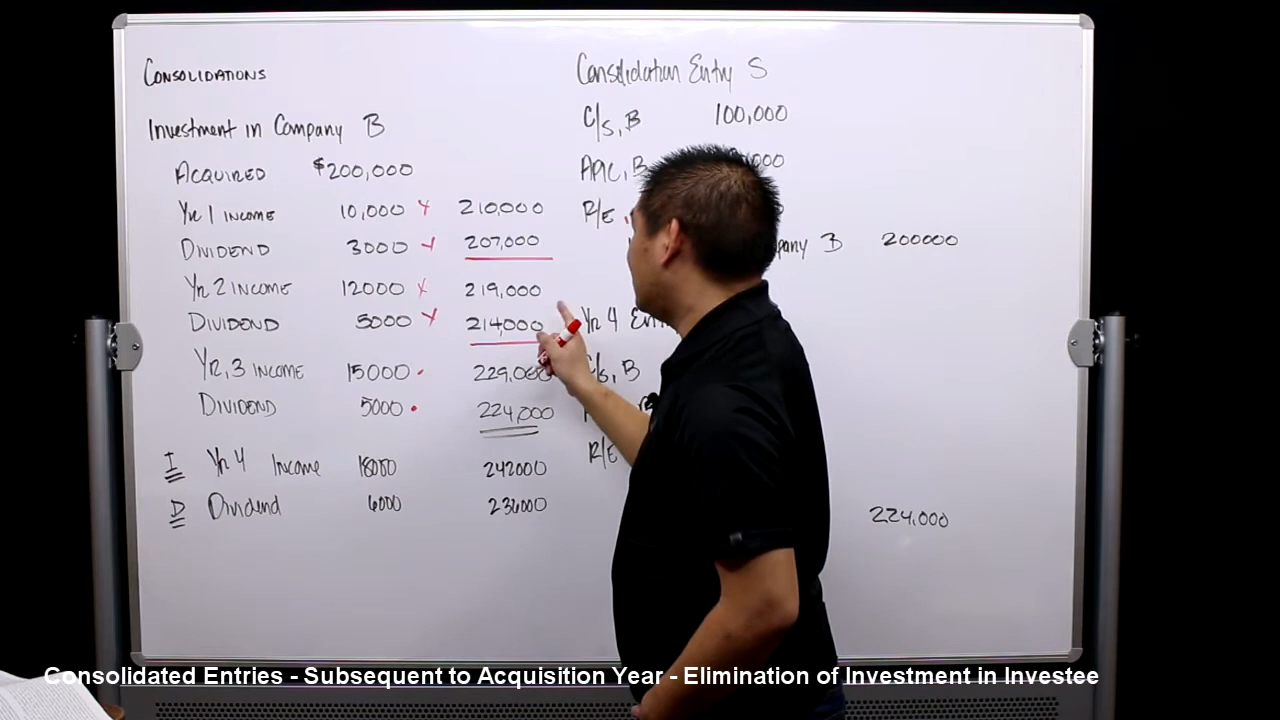 CONSOLIDATIONS
Investment in Company B
ACQUIRED $200,000
Yr 1 INCOME 10,000 210,000
DIVIDEND 3000 207,000
Yr 2 INCOME 12000 219,000
DIVIDEND 5000 214,000
Yr, 3 INCOME 15000 229,000
DIVIDEND 5000 224,000
I Yr 4 Income 18000 242000
D Dividend 6000 236000
Consolidation Entry S
C/S, B 100,000
APIC, B
R/E
B 200000
Yr 4
C/S, B
R/E
224,000
Consolidated Entries - Subsequent to Acquisition Year - Elimination of Investment in Investee